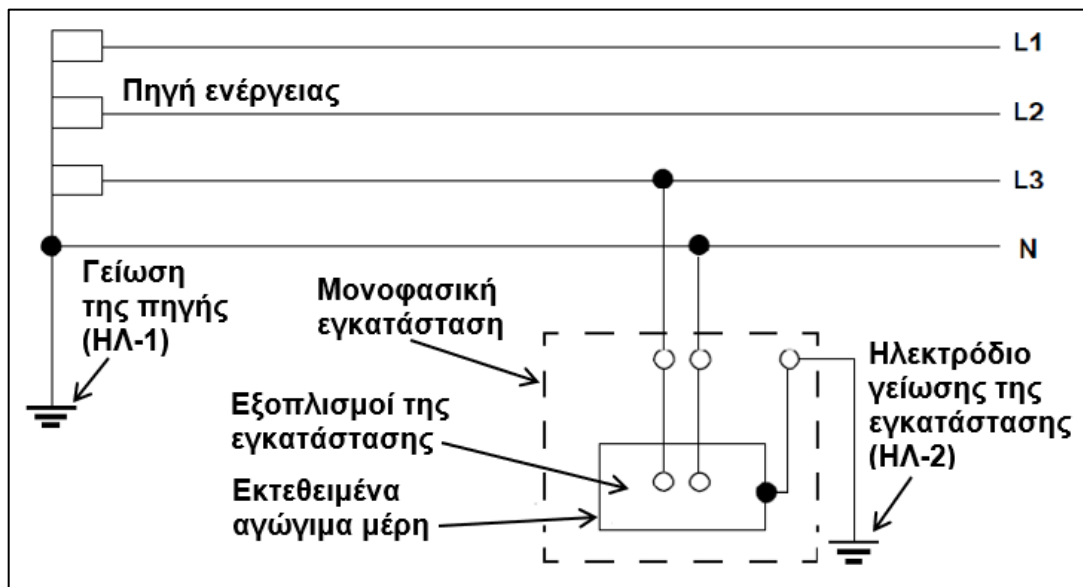 L1
Πηγή ενέργειας
L2
L3
N
Γείωση
της πηγής
(ΗΛ-1)
Μονοφασική
εγκατάσταση
Ηλεκτρόδιο
γείωσης της
εγκατάστασης
(ΗΛ-2)
Εξοπλισμοί της
εγκατάστασης
Εκτεθειμένα
αγώγιμα μέρη